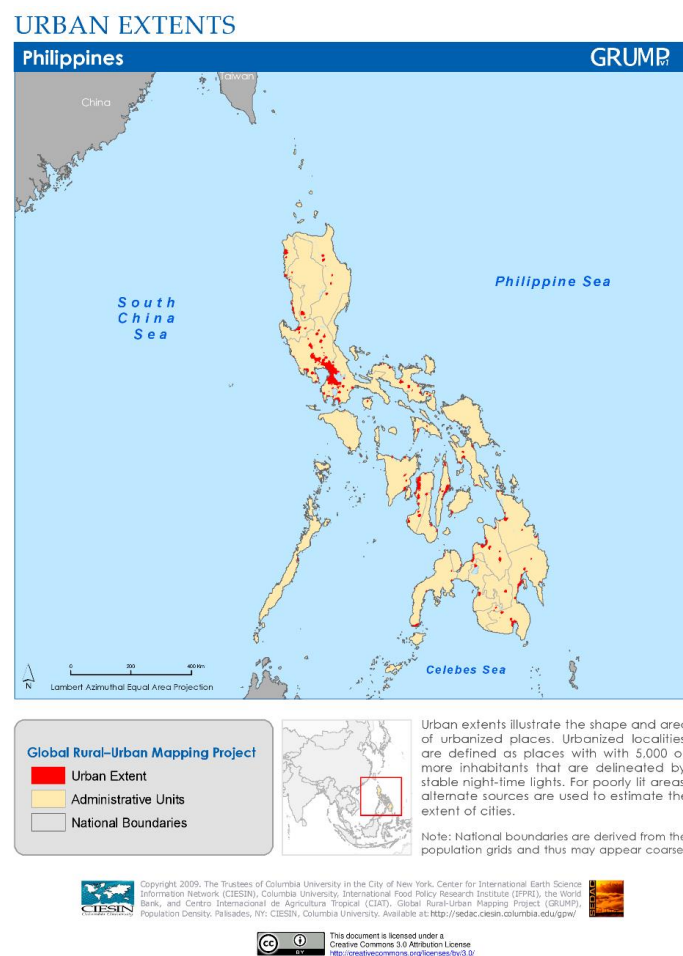 URBAN EXTENTS
Philippines
GRUMPv1
Taiwan
China
Philippine Sea
South
China
Sea
Celebes Sea
0 200 400 Km
N
Lambert Azimuthal Equal Area Projection
Global Rural–Urban Mapping Project
Urban Extent
Administrative Units
National Boundaries
Urban extents illustrate the shape and area
of urbanized places. Urbanized localities
are defined as places with with 5,000 o
more inhabitants that are delineated by
stable night-time lights. For poorly lit areas
alternate sources are used to estimate the
extent of cities.
Note: National boundaries are derived from the
population grids and thus may appear coarse
CIESIN
Columbia University
Copyright 2009. The Trustees of Columbia University in the City of New York. Center for International Earth Science
Information Network (CIESIN), Columbia University. International Food Policy Research Institute (IFPRI), the World
Bank, and Centro Internacional de Agricultura Tropical (CIAT). Global Rural-Urban Mapping Project (GRUMP),
Population Density. Palisades, NY: CIESIN, Columbia University. Available at: http://sedac.ciesin.columbia.edu/gpw/
SEDAC
cc
BY
This document is licensed under a
Creative Commons 3.0 Attribution License
http://creativecommons.org/licenses/by/3.0/